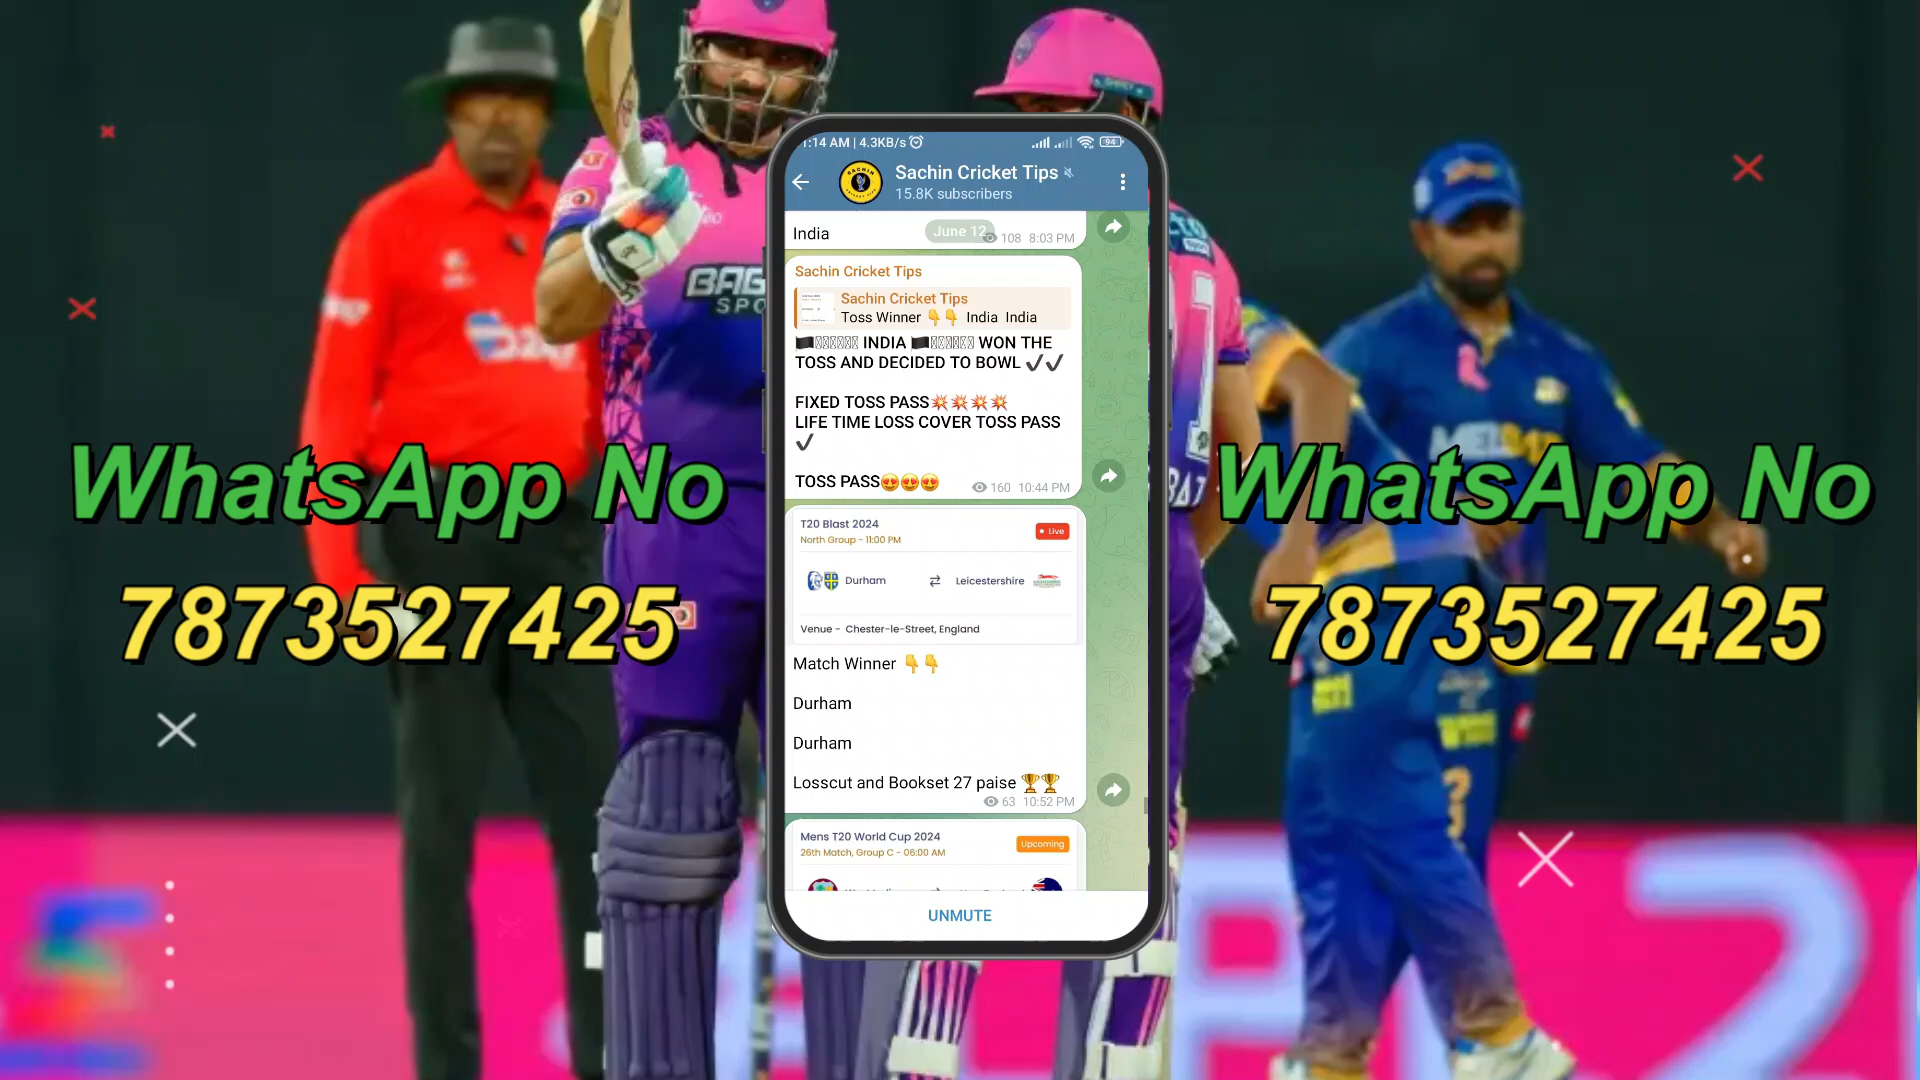 1:14 AM | 4.3KB/s
94
Sachin Cricket Tips
15.8K subscribers
June 12
India
108 8:03 PM
Sachin Cricket Tips
Sachin Cricket Tips
Toss Winner 👇👇 India India
🏴 INDIA 🏴 WON THE
TOSS AND DECIDED TO BOWL ✔✔
FIXED TOSS PASS💥💥💥💥
LIFE TIME LOSS COVER TOSS PASS
✔
TOSS PASS😍😍😍
160 10:44 PM
T20 Blast 2024
Live
North Group - 11:00 PM
Durham
Leicestershire
Venue - Chester-le-Street, England
Match Winner 👇👇
Durham
Durham
Losscut and Bookset 27 paise 🏆🏆
63 10:52 PM
Mens T20 World Cup 2024
Upcoming
26th Match, Group C - 06:00 AM
UNMUTE
WhatsApp No
7873527425
WhatsApp No
7873527425